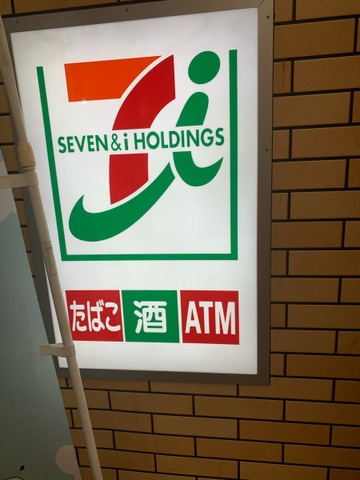 SEVEN & i HOLDINGS
たばこ 酒 ATM